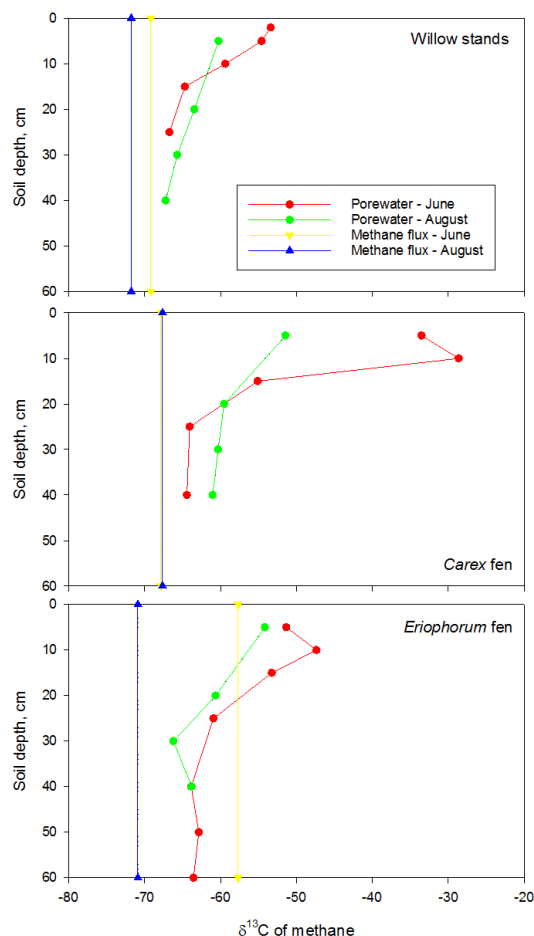 0
10
20
30
40
50
60
Soil depth, cm
Willow stands
Porewater - June
Porewater - August
Methane flux - June
Methane flux - August
0
10
20
30
40
50
60
Soil depth, cm
Carex fen
0
10
20
30
40
50
60
Soil depth, cm
Eriophorum fen
-80 -70 -60 -50 -40 -30 -20
δ¹³C of methane